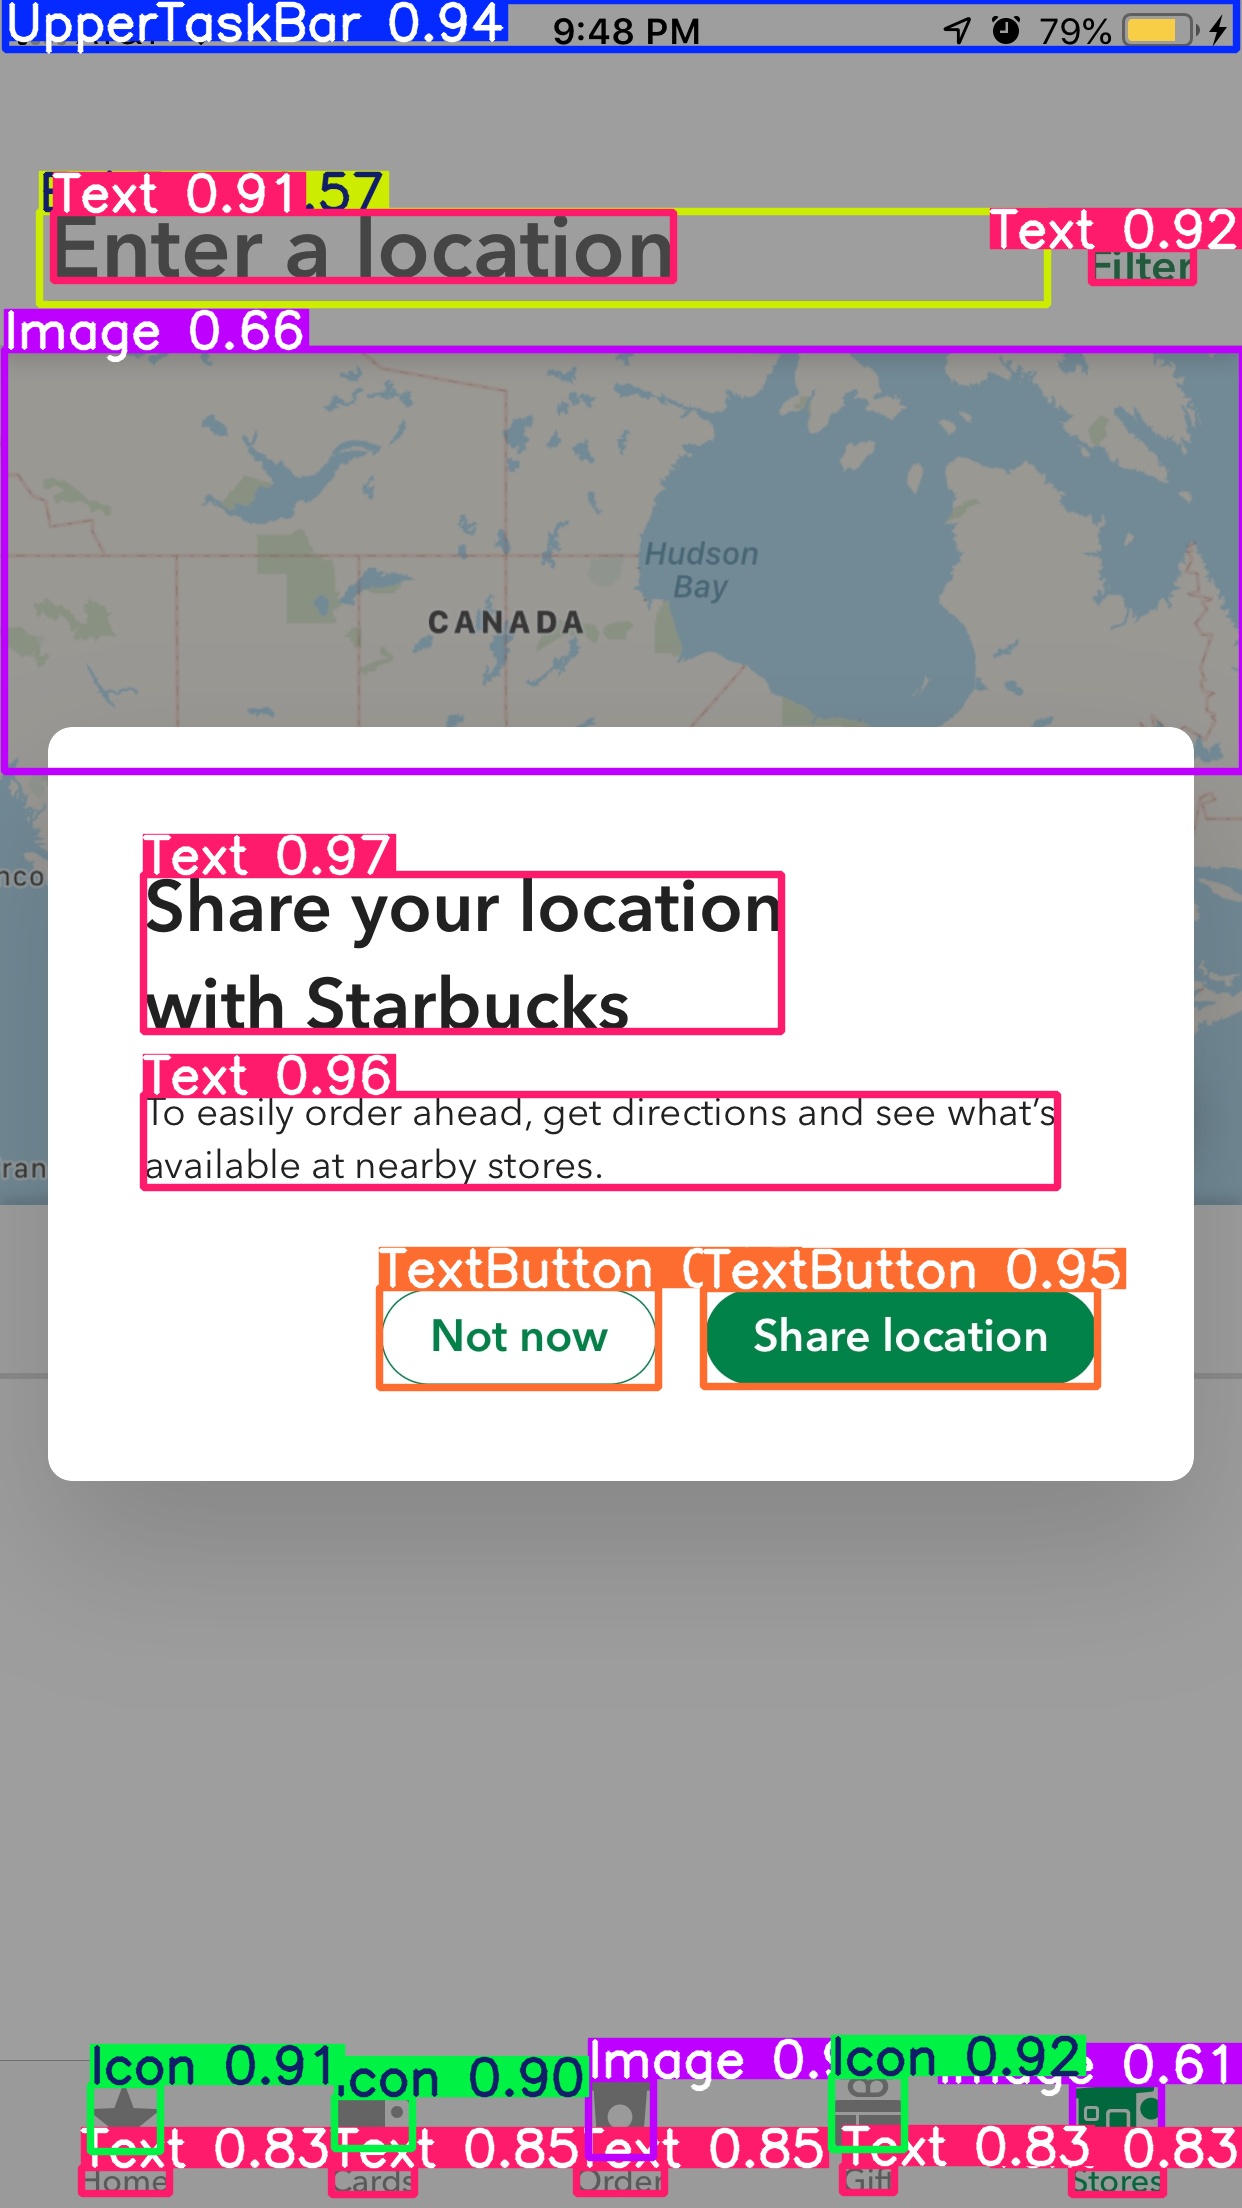 UpperTaskBar 0.94
9:48 PM
79%
Text 0.91
.57
Enter a location
Text 0.92
Filter
Image 0.66
Hudson
Bay
CANADA
Text 0.97
Share your location
with Starbucks
Text 0.96
To easily order ahead, get directions and see what's
available at nearby stores.
TextButton
TextButton 0.95
Not now
Share location
Icon 0.91
Icon 0.90
Image 0.9
Icon 0.92
Image 0.61
Text 0.83
Text 0.85
Text 0.85
Text 0.83
0.83
Home
Cards
Order
Gift
Stores